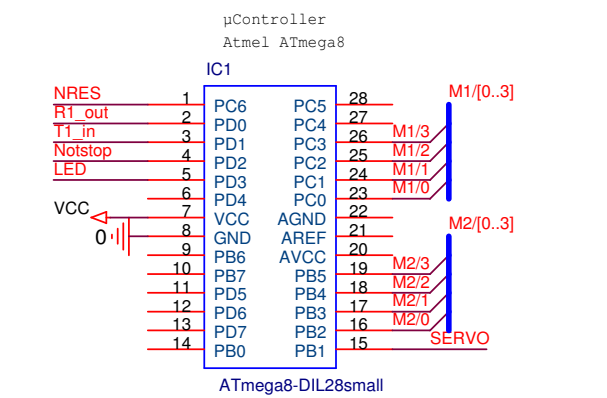 µController
Atmel ATmega8
IC1
NRES 1 PC6 PC5 28 M1/[0..3]
R1_out 2 PD0 PC4 27
T1_in 3 PD1 PC3 26 M1/3
Notstop 4 PD2 PC2 25 M1/2
LED 5 PD3 PC1 24 M1/1
6 PD4 PC0 23 M1/0
VCC 7 VCC AGND 22
0 8 GND AREF 21 M2/[0..3]
9 PB6 AVCC 20
10 PB7 PB5 19 M2/3
11 PD5 PB4 18 M2/2
12 PD6 PB3 17 M2/1
13 PD7 PB2 16 M2/0
14 PB0 PB1 15 SERVO
ATmega8-DIL28small